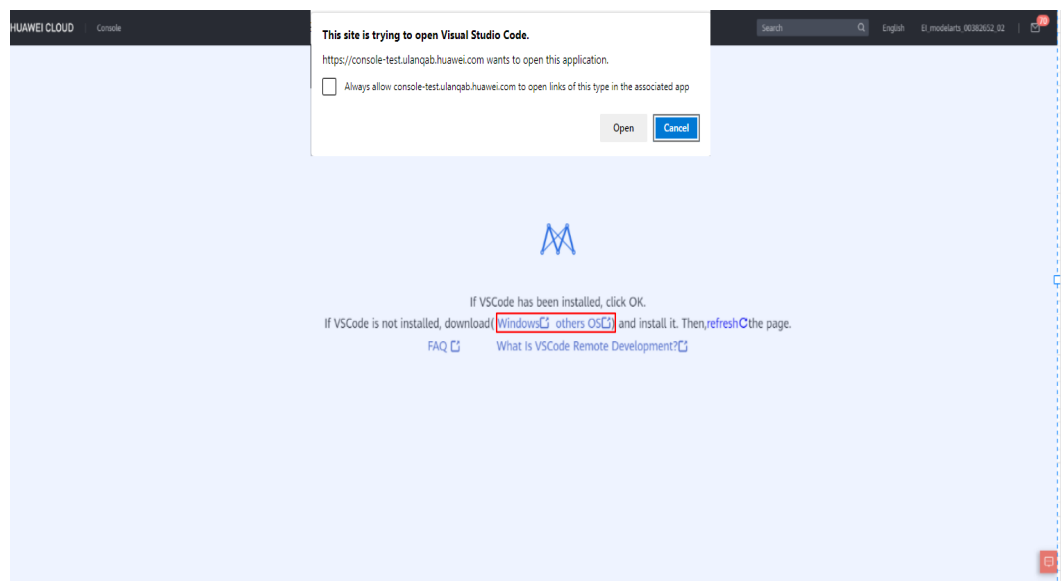 HUAWEI CLOUD Console
Search
English
EI_modelarts_00382652_02
70
This site is trying to open Visual Studio Code.
https://console-test.ulanqab.huawei.com wants to open this application.
Always allow console-test.ulanqab.huawei.com to open links of this type in the associated app
Open Cancel
If VSCode has been installed, click OK.
If VSCode is not installed, download( Windows others OS) and install it. Then,refresh the page.
FAQ What Is VSCode Remote Development?